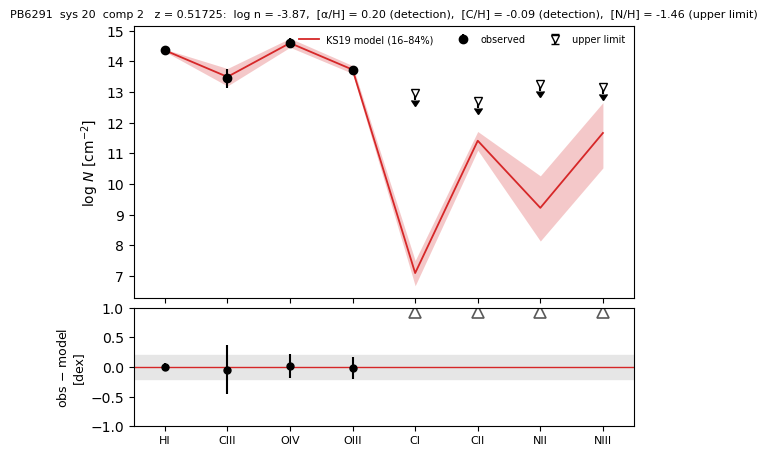 PB6291  sys 20  comp 2   z = 0.51725:  log n = -3.87,  [α/H] = 0.20 (detection),  [C/H] = -0.09 (detection),  [N/H] = -1.46 (upper limit)
KS19 model (16–84%)
observed
upper limit
15
14
13
12
11
10
9
8
7
log N [cm⁻²]
1.0
0.5
0.0
−0.5
−1.0
obs − model
[dex]
HI
CIII
OIV
OIII
CI
CII
NII
NIII